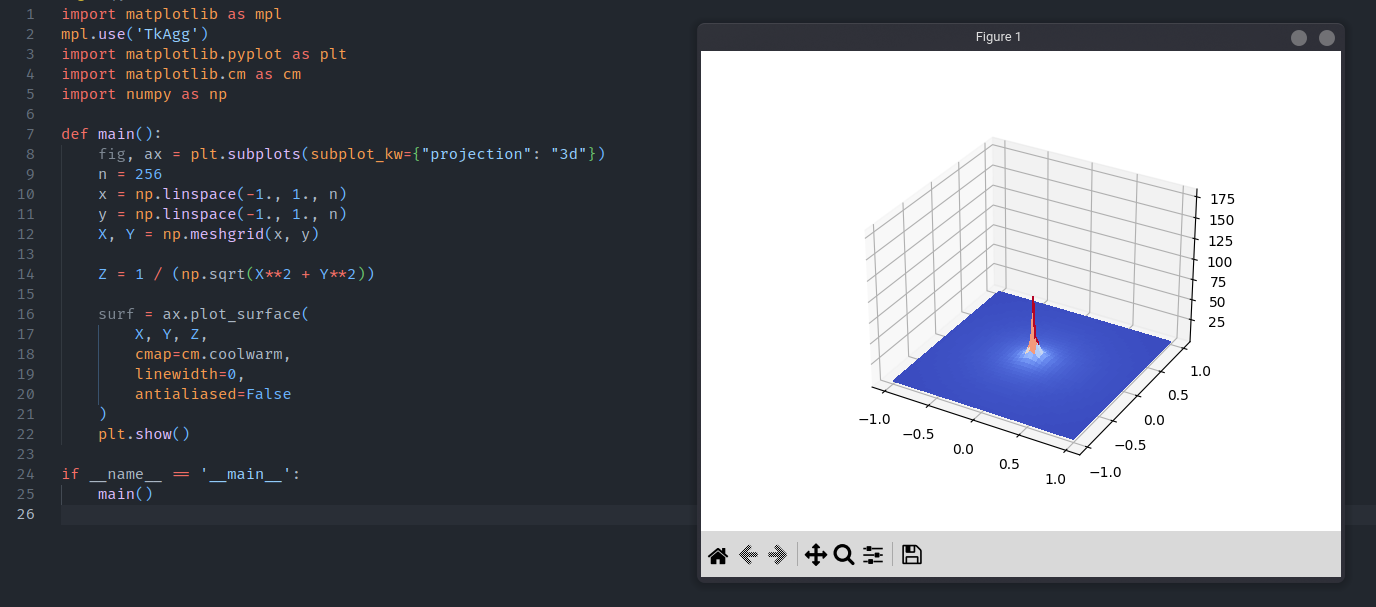 1 import matplotlib as mpl
2 mpl.use('TkAgg')
3 import matplotlib.pyplot as plt
4 import matplotlib.cm as cm
5 import numpy as np
6
7 def main():
8     fig, ax = plt.subplots(subplot_kw={"projection": "3d"})
9     n = 256
10     x = np.linspace(-1., 1., n)
11     y = np.linspace(-1., 1., n)
12     X, Y = np.meshgrid(x, y)
13
14     Z = 1 / (np.sqrt(X**2 + Y**2))
15
16     surf = ax.plot_surface(
17         X, Y, Z,
18         cmap=cm.coolwarm,
19         linewidth=0,
20         antialiased=False
21     )
22     plt.show()
23
24 if __name__ == '__main__':
25     main()
26
Figure 1
175
150
125
100
75
50
25
−1.0
−0.5
0.0
0.5
1.0
1.0
0.5
0.0
−0.5
−1.0